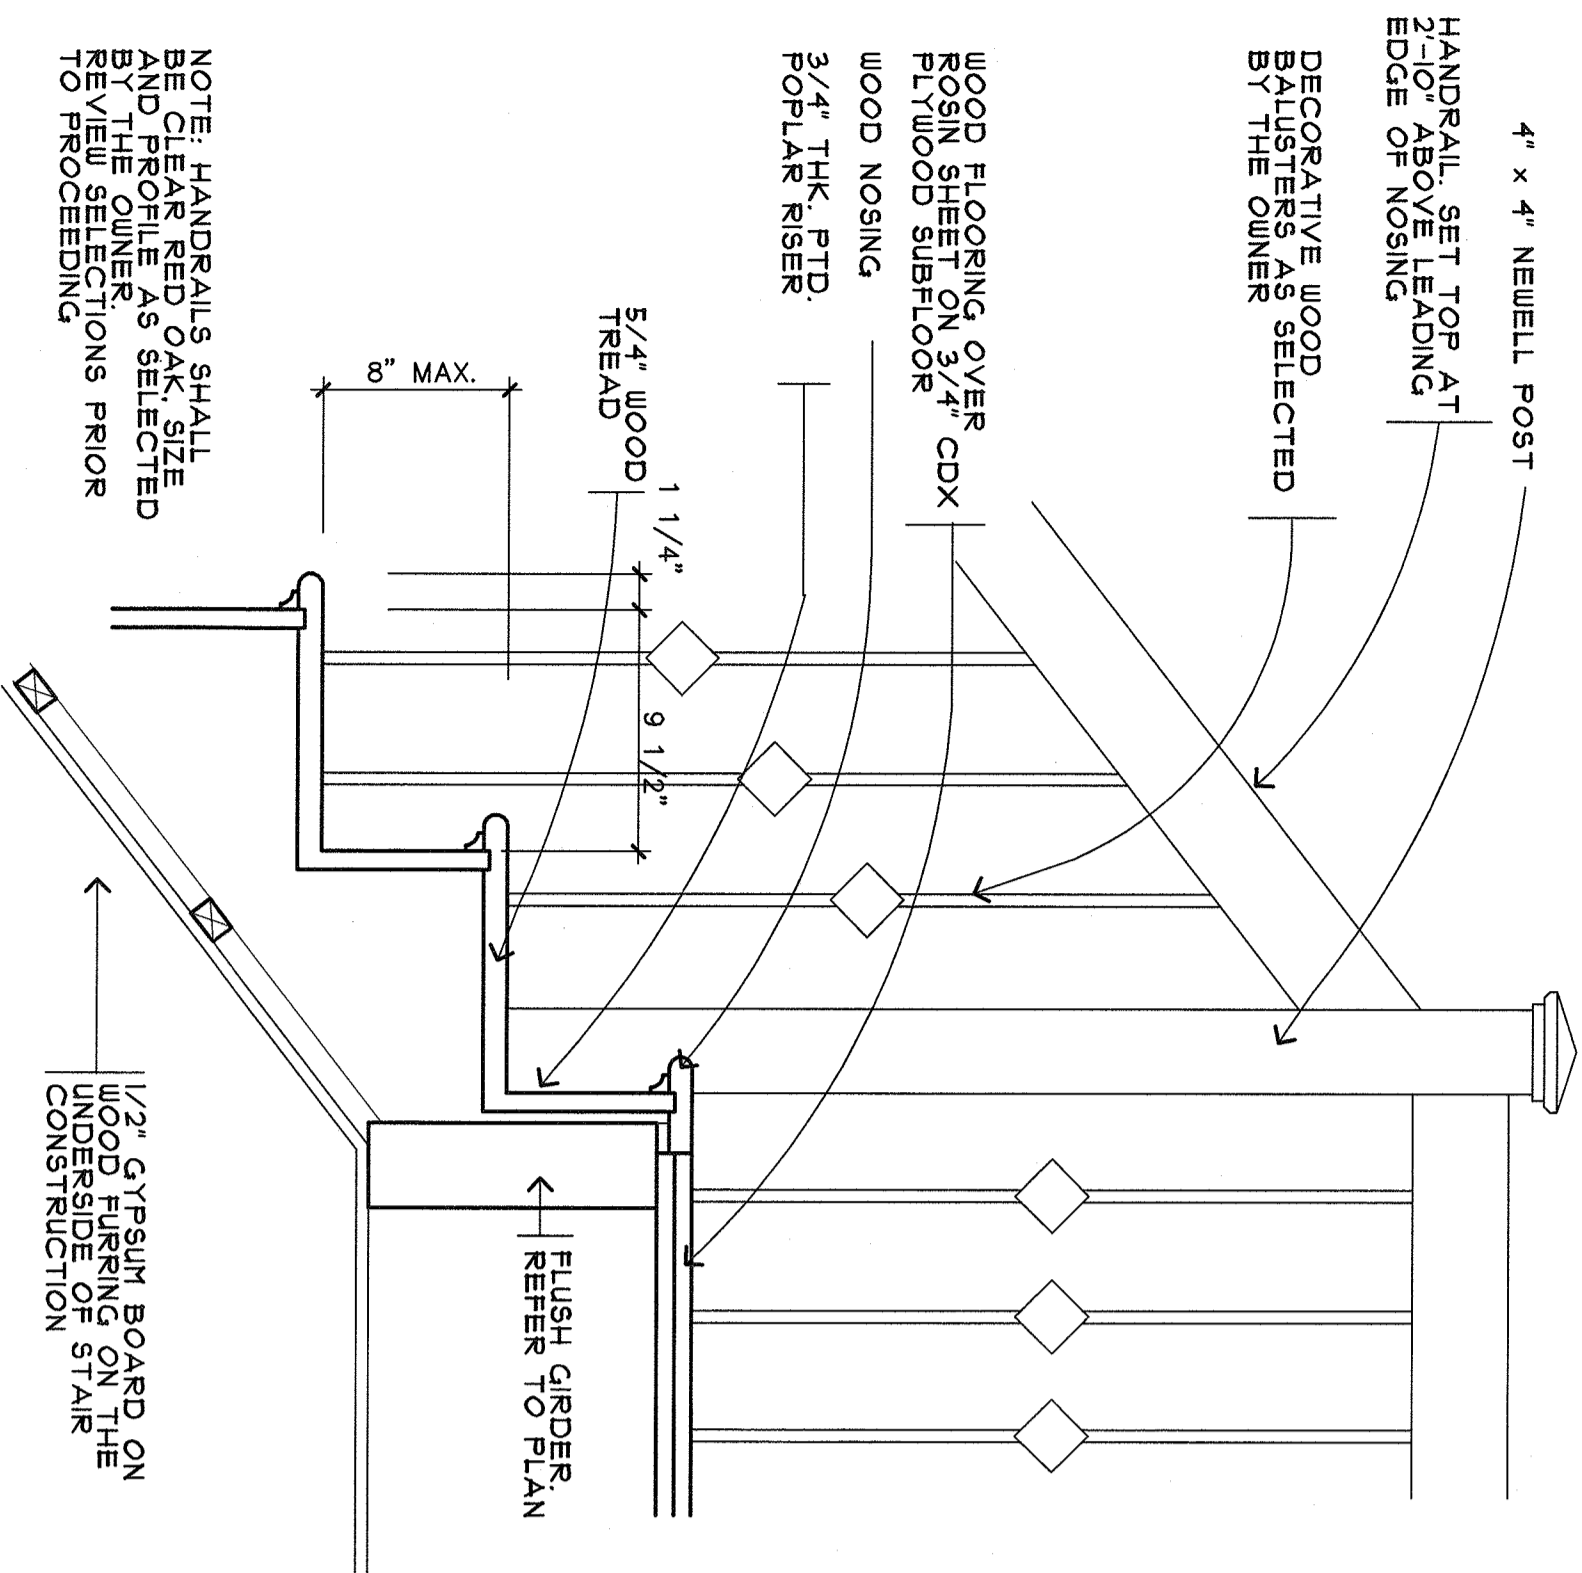 4" x 4" NEWELL POST
HANDRAIL. SET TOP AT
2'-10" ABOVE LEADING
EDGE OF NOSING
DECORATIVE WOOD
BALUSTERS AS SELECTED
BY THE OWNER
WOOD FLOORING OVER
ROSIN SHEET ON 3/4" CDX
PLYWOOD SUBFLOOR
WOOD NOSING
3/4" THK. PTD.
POPLAR RISER
5/4" WOOD
TREAD
1 1/4"
9 1/2"
8" MAX.
NOTE: HANDRAILS SHALL
BE CLEAR RED OAK, SIZE
AND PROFILE AS SELECTED
BY THE OWNER.
REVIEW SELECTIONS PRIOR
TO PROCEEDING
FLUSH GIRDER.
REFER TO PLAN
1/2" GYPSUM BOARD ON
WOOD FURRING ON THE
UNDERSIDE OF STAIR
CONSTRUCTION